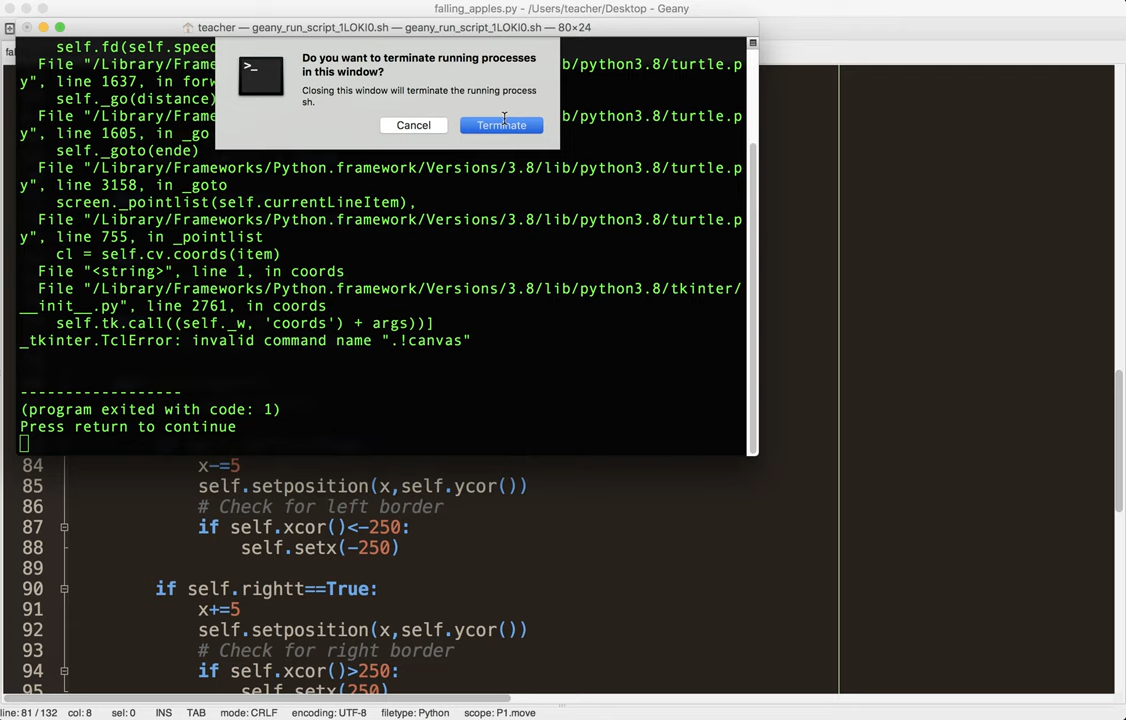 falling_apples.py - /Users/teacher/Desktop - Geany
teacher — geany_run_script_1LOKI0.sh — geany_run_script_1LOKI0.sh — 80×24
fal
Do you want to terminate running processes
in this window?
Closing this window will terminate the running process
sh.
Cancel
Terminate
>_
self.fd(self.speed
File "/Library/Frame
b/python3.8/turtle.p
y", line 1637, in forw
self._go(distance)
File "/Library/Frame
b/python3.8/turtle.p
y", line 1605, in _go
self._goto(ende)
File "/Library/Frameworks/Python.framework/Versions/3.8/lib/python3.8/turtle.p
y", line 3158, in _goto
screen._pointlist(self.currentLineItem),
File "/Library/Frameworks/Python.framework/Versions/3.8/lib/python3.8/turtle.p
y", line 755, in _pointlist
cl = self.cv.coords(item)
File "<string>", line 1, in coords
File "/Library/Frameworks/Python.framework/Versions/3.8/lib/python3.8/tkinter/
__init__.py", line 2761, in coords
self.tk.call((self._w, 'coords') + args))]
_tkinter.TclError: invalid command name ".!canvas"
------------------
(program exited with code: 1)
Press return to continue
84 x-=5
85 self.setposition(x,self.ycor())
86 # Check for left border
87 if self.xcor()<-250:
88 self.setx(-250)
89
90 if self.rightt==True:
91 x+=5
92 self.setposition(x,self.ycor())
93 # Check for right border
94 if self.xcor()>250:
95 self.setx(250)
line: 81 / 132 col: 8 sel: 0 INS TAB mode: CRLF encoding: UTF-8 filetype: Python scope: P1.move